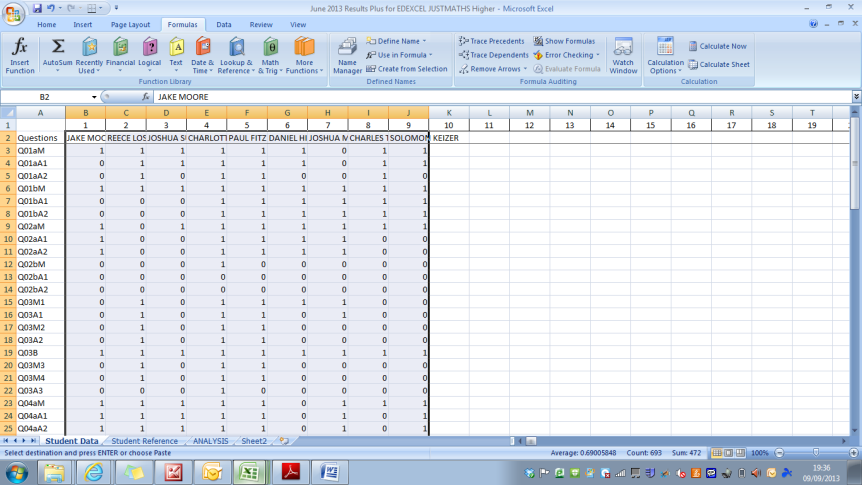 June 2013 Results Plus for EDEXCEL JUSTMATHS Higher - Microsoft Excel
Home Insert Page Layout Formulas Data Review View
Insert Function AutoSum Recently Used Financial Logical Text Date & Time Lookup & Reference Math & Trig More Functions
Function Library
Name Manager Define Name Use in Formula Create from Selection
Defined Names
Trace Precedents Trace Dependents Remove Arrows Show Formulas Error Checking Evaluate Formula
Formula Auditing
Watch Window Calculation Options Calculate Now Calculate Sheet
Calculation
B2 fx JAKE MOORE
A B C D E F G H I J K L M N O P Q R S T
1 1 2 3 4 5 6 7 8 9 10 11 12 13 14 15 16 17 18 19
2 Questions JAKE MOO REECE LOS JOSHUA S CHARLOTT PAUL FITZ DANIEL HI JOSHUA M CHARLES T SOLOMON KEIZER
3 Q01aM 1 1 1 1 1 1 0 1 1
4 Q01aA1 0 1 1 1 1 1 1 1 1
5 Q01aA2 0 1 0 1 1 0 0 1 0
6 Q01bM 1 1 1 1 1 1 1 1 1
7 Q01bA1 0 0 0 1 1 1 1 1 1
8 Q01bA2 0 0 0 1 1 1 1 1 1
9 Q02aM 1 0 0 1 1 1 1 1 1
10 Q02aA1 1 0 0 1 1 1 1 0 0
11 Q02aA2 1 0 0 1 1 1 1 0 0
12 Q02bM 0 0 0 1 0 0 0 0 0
13 Q02bA1 0 0 0 0 0 0 0 0 0
14 Q02bA2 0 0 0 0 0 0 0 0 0
15 Q03M1 0 1 0 1 1 1 1 0 0
16 Q03A1 0 1 0 1 1 1 1 0 0
17 Q03M2 0 1 0 1 1 0 0 0 0
18 Q03A2 0 1 0 1 1 0 0 0 0
19 Q03B 1 1 1 1 1 1 1 1 1
20 Q03M3 0 1 0 1 1 0 0 0 0
21 Q03M4 0 1 0 1 1 0 0 0 0
22 Q03A3 0 0 0 1 1 0 0 0 0
23 Q04aM 1 1 1 1 1 0 1 1 1
24 Q04aA1 1 1 1 1 1 0 1 1 0
25 Q04aA2 1 1 1 1 1 0 1 1 0
Student Data Student Reference ANALYSIS Sheet2
Select destination and press ENTER or choose Paste Average: 0.69005848 Count: 693 Sum: 472 100%
19:36
09/09/2013